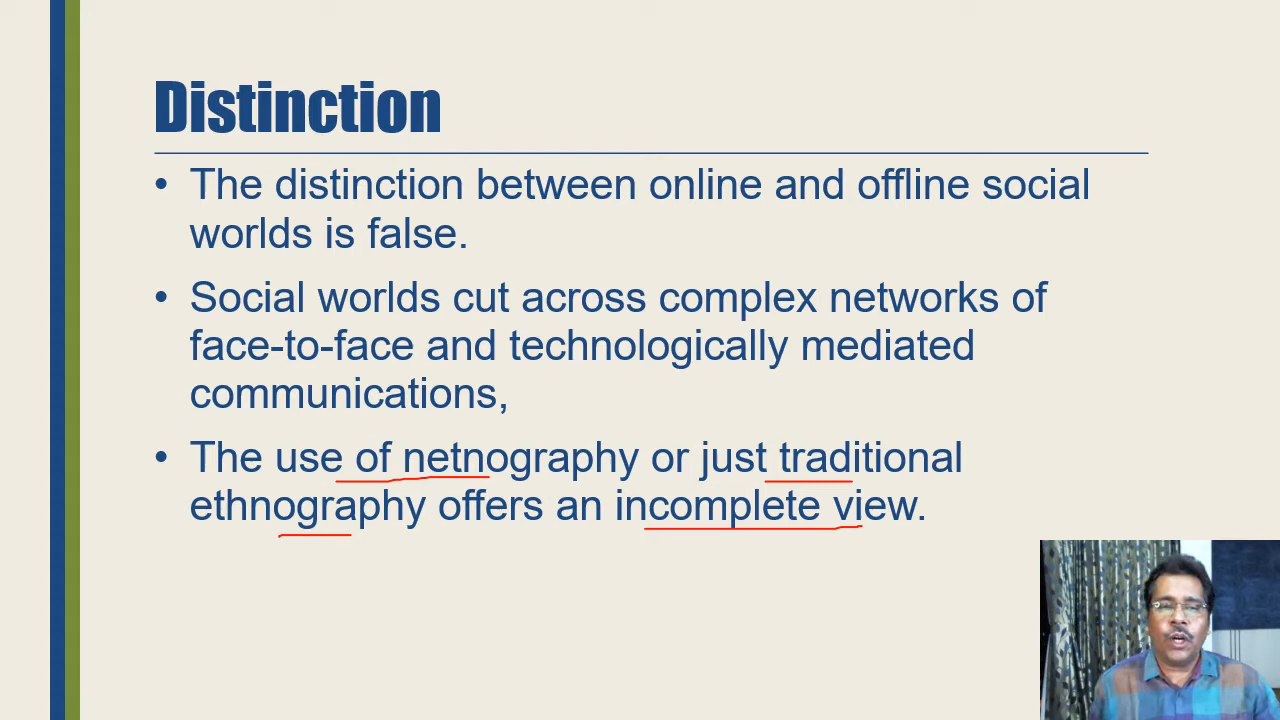 Distinction
• The distinction between online and offline social
worlds is false.
• Social worlds cut across complex networks of
face-to-face and technologically mediated
communications,
• The use of netnography or just traditional
ethnography offers an incomplete view.